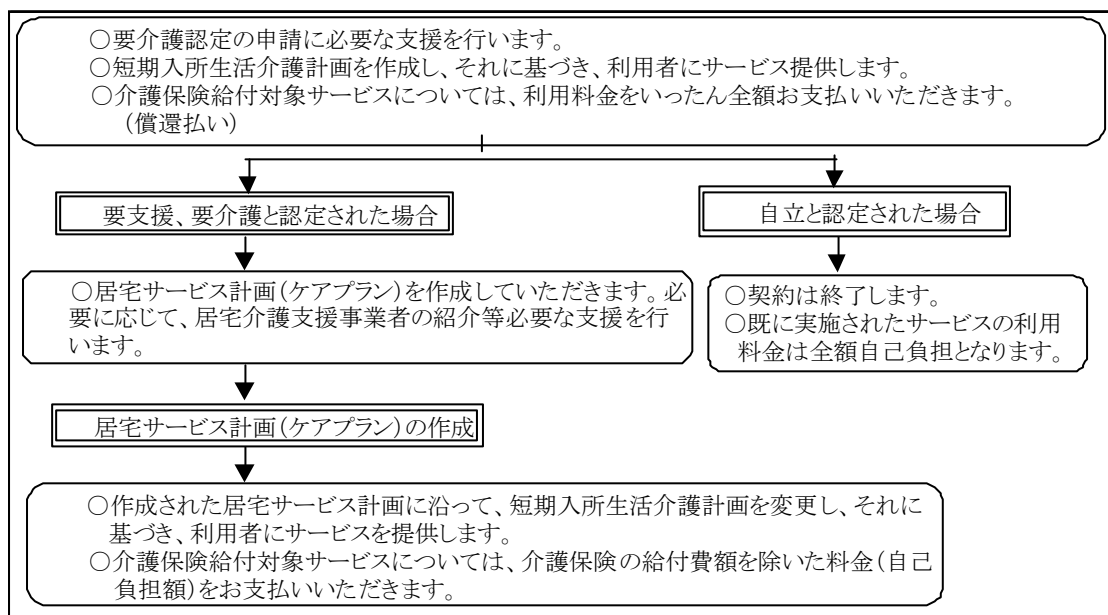 ○要介護認定の申請に必要な支援を行います。
○短期入所生活介護計画を作成し、それに基づき、利用者にサービス提供します。
○介護保険給付対象サービスについては、利用料金をいったん全額お支払いいただきます。
(償還払い)
要支援、要介護と認定された場合
自立と認定された場合
○居宅サービス計画(ケアプラン)を作成していただきます。必
要に応じて、居宅介護支援事業者の紹介等必要な支援を行
います。
○契約は終了します。
○既に実施されたサービスの利用
料金は全額自己負担となります。
居宅サービス計画(ケアプラン)の作成
○作成された居宅サービス計画に沿って、短期入所生活介護計画を変更し、それに
基づき、利用者にサービスを提供します。
○介護保険給付対象サービスについては、介護保険の給付費額を除いた料金(自己
負担額)をお支払いいただきます。